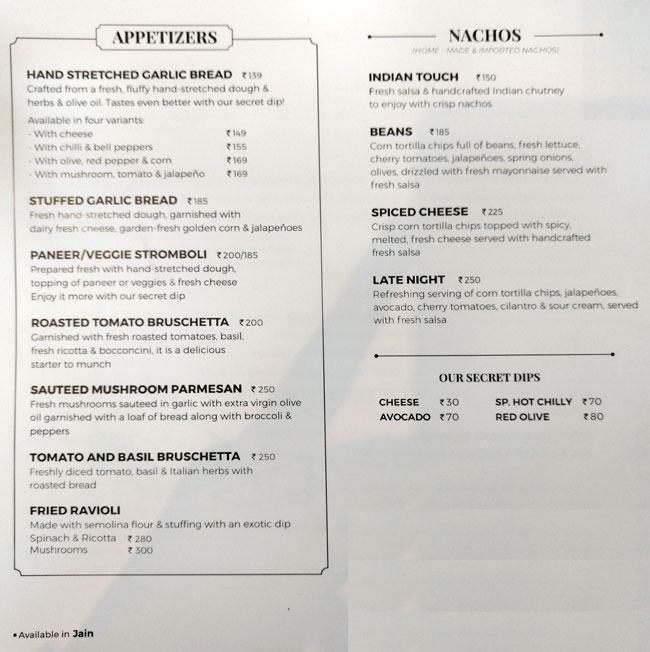 APPETIZERS
HAND STRETCHED GARLIC BREAD ₹139
Crafted from a fresh, fluffy hand-stretched dough &
herbs & olive oil. Tastes even better with our secret dip!
Available in four variants:
- With cheese ₹149
- With chilli & bell peppers ₹155
- With olive, red pepper & corn ₹169
- With mushroom, tomato & jalapeño ₹169
STUFFED GARLIC BREAD ₹185
Fresh hand-stretched dough, garnished with
dairy fresh cheese, garden-fresh golden corn & jalapeños
PANEER/VEGGIE STROMBOLI ₹200/185
Prepared fresh with hand-stretched dough,
topping of paneer or veggies & fresh cheese
Enjoy it more with our secret dip
ROASTED TOMATO BRUSCHETTA ₹200
Garnished with fresh roasted tomatoes, basil,
fresh ricotta & bocconcini, it is a delicious
starter to munch
SAUTEED MUSHROOM PARMESAN ₹250
Fresh mushrooms sauteed in garlic with extra virgin olive
oil garnished with a loaf of bread along with broccoli &
peppers
TOMATO AND BASIL BRUSCHETTA ₹250
Freshly diced tomato, basil & Italian herbs with
roasted bread
FRIED RAVIOLI
Made with semolina flour & stuffing with an exotic dip
Spinach & Ricotta ₹280
Mushrooms ₹300
• Available in Jain
NACHOS
(HOME - MADE & IMPORTED NACHOS)
INDIAN TOUCH ₹150
Fresh salsa & handcrafted Indian chutney
to enjoy with crisp nachos
BEANS ₹185
Corn tortilla chips full of beans, fresh lettuce,
cherry tomatoes, jalapeñoes, spring onions,
olives, drizzled with fresh mayonnaise served with
fresh salsa
SPICED CHEESE ₹225
Crisp corn tortilla chips topped with spicy,
melted, fresh cheese served with handcrafted
fresh salsa
LATE NIGHT ₹250
Refreshing serving of corn tortilla chips, jalapeños,
avocado, cherry tomatoes, cilantro & sour cream, served
with fresh salsa
OUR SECRET DIPS
CHEESE ₹30 SP. HOT CHILLY ₹70
AVOCADO ₹70 RED OLIVE ₹80